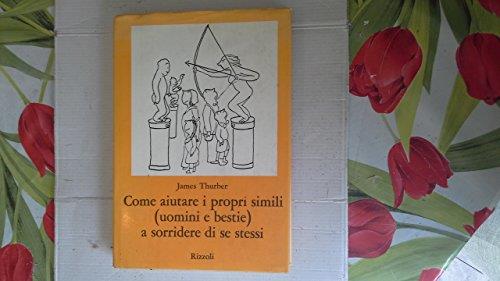 James Thurber
Come aiutare i propri simili
(uomini e bestie)
a sorridere di se stessi
Rizzoli